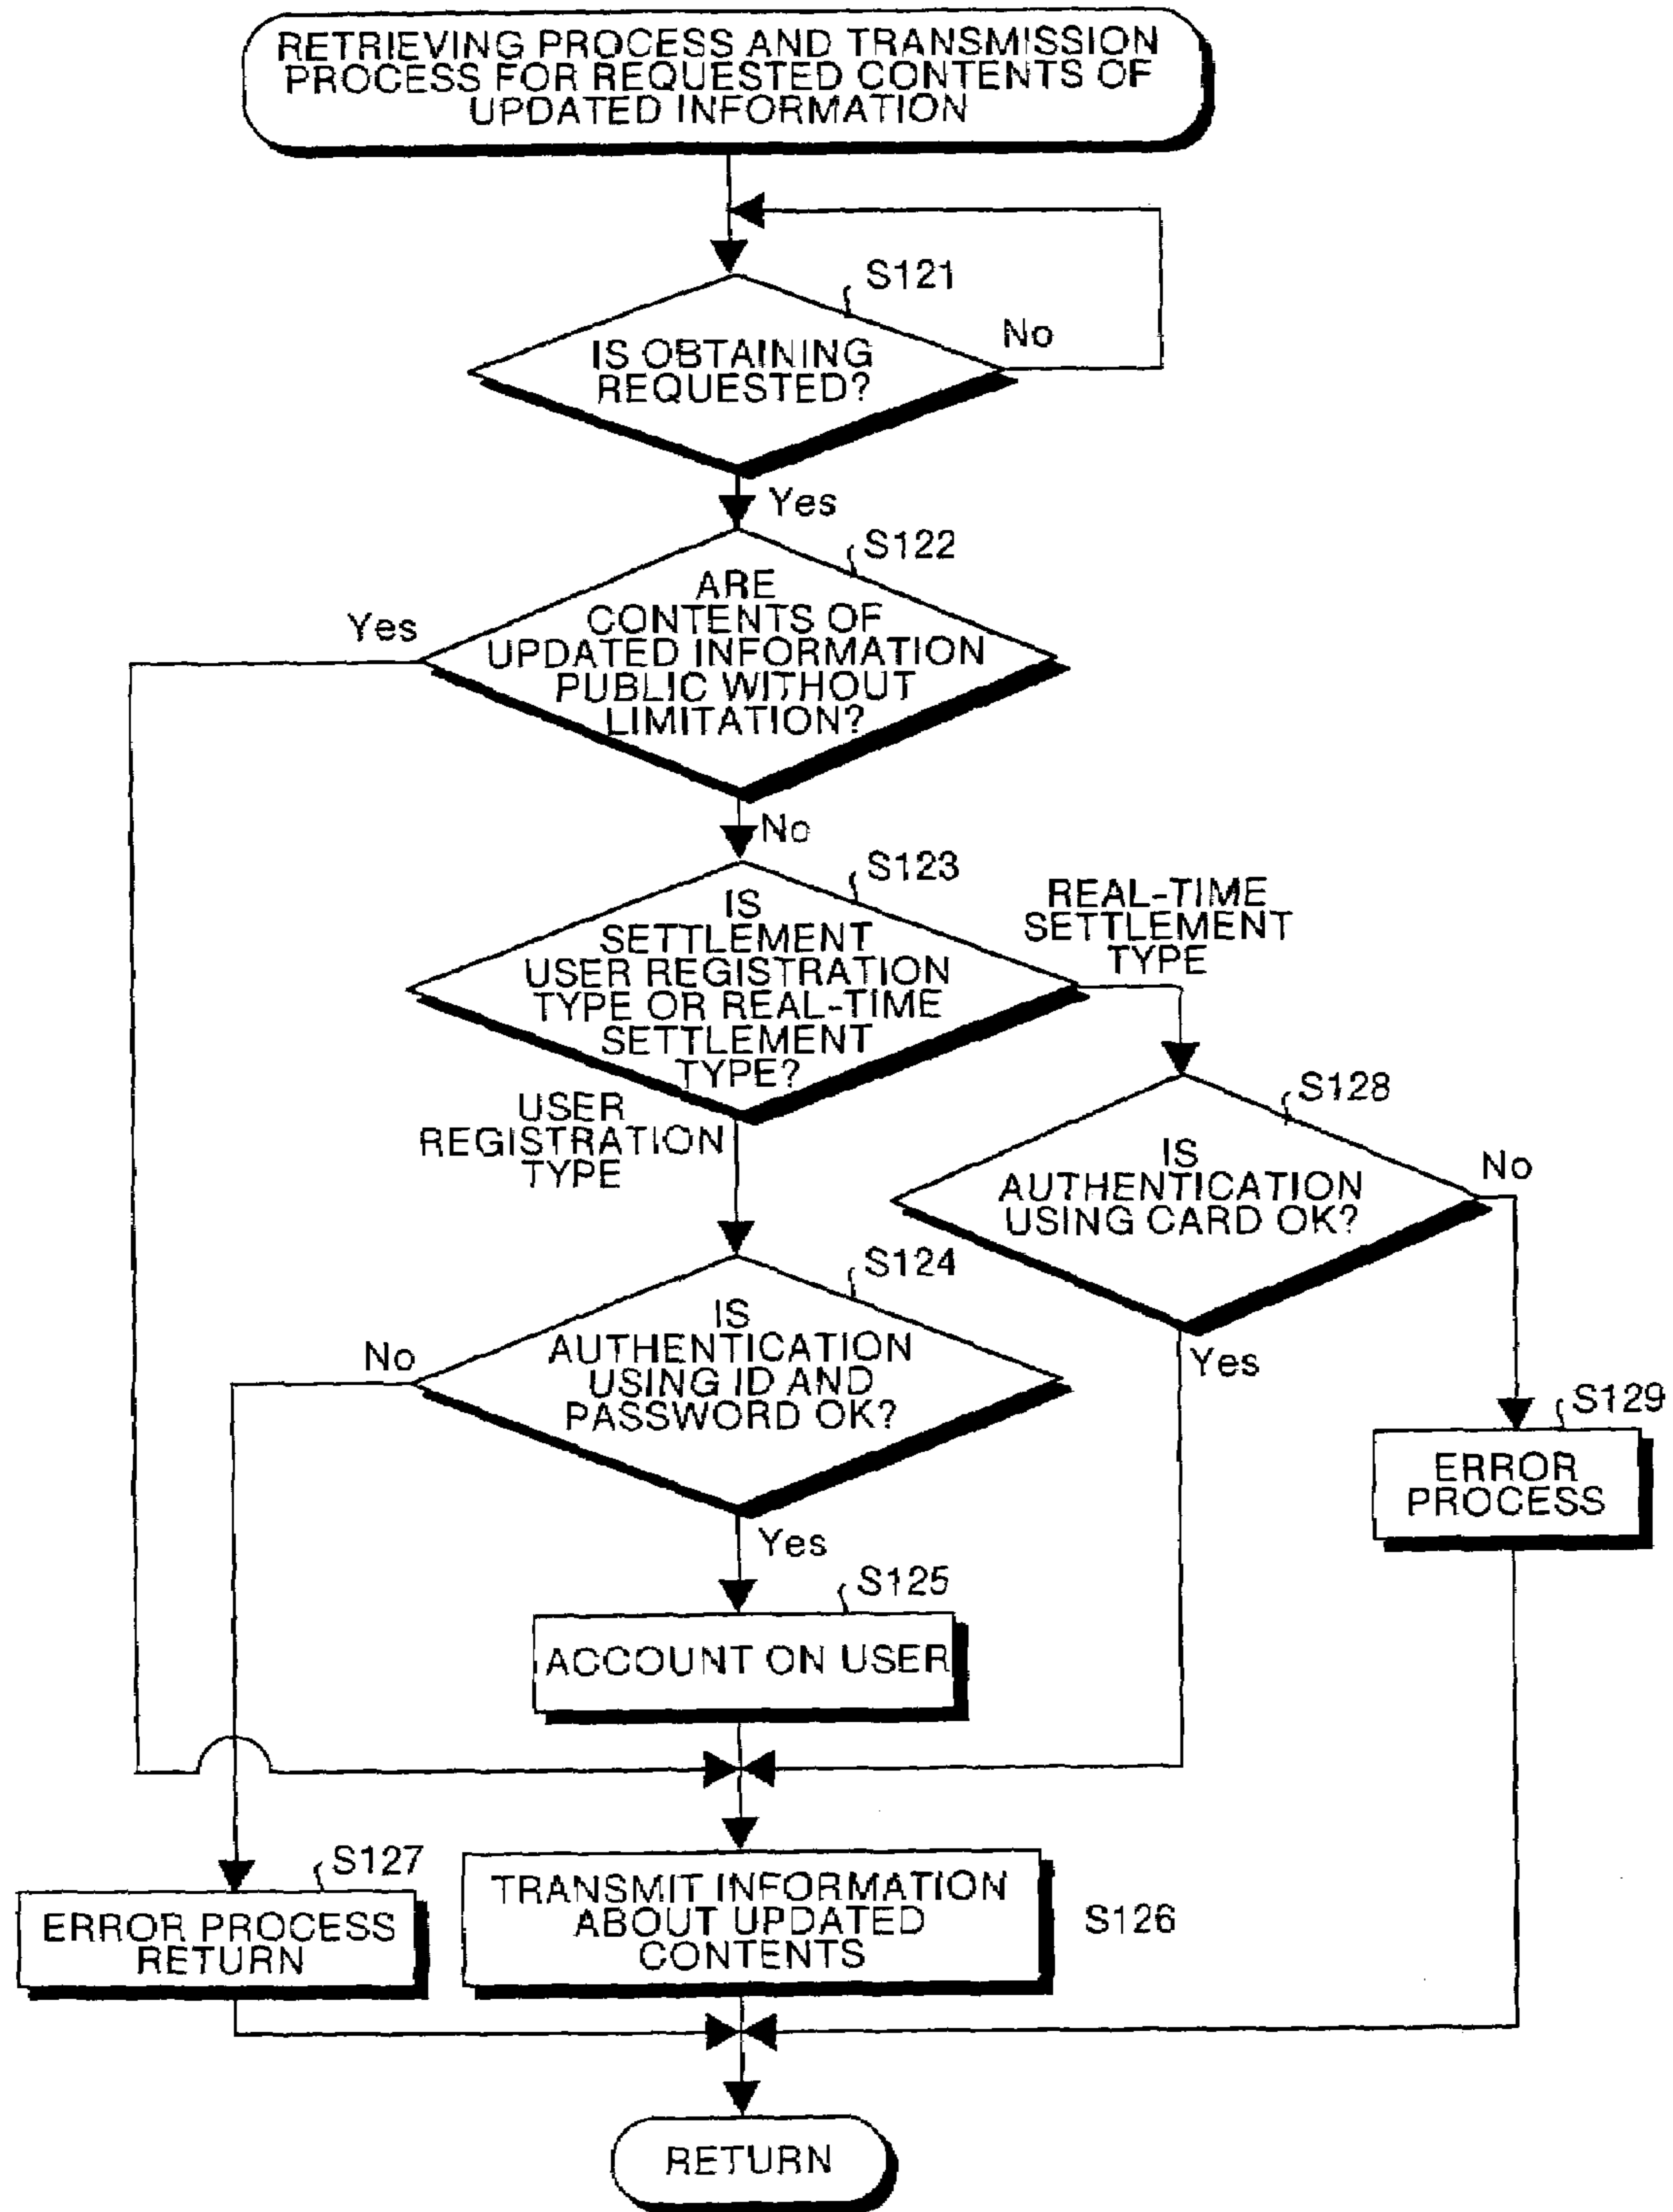 RETRIEVING PROCESS AND TRANSMISSION
PROCESS FOR REQUESTED CONTENTS OF
UPDATED INFORMATION
S121
IS OBTAINING
REQUESTED?
No
Yes
S122
ARE
CONTENTS OF
UPDATED INFORMATION
PUBLIC WITHOUT
LIMITATION?
Yes
No
S123
IS
SETTLEMENT
USER REGISTRATION
TYPE OR REAL-TIME
SETTLEMENT
TYPE?
REAL-TIME
SETTLEMENT
TYPE
USER
REGISTRATION
TYPE
S128
IS
AUTHENTICATION
USING CARD OK?
No
Yes
S124
IS
AUTHENTICATION
USING ID AND
PASSWORD OK?
No
Yes
S129
ERROR
PROCESS
S125
ACCOUNT ON USER
S127
ERROR PROCESS
RETURN
TRANSMIT INFORMATION
ABOUT UPDATED
CONTENTS
S126
RETURN